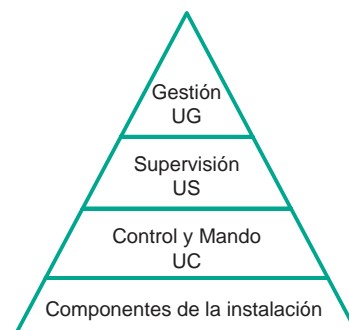 Gestión
UG
Supervisión
US
Control y Mando
UC
Componentes de la instalación